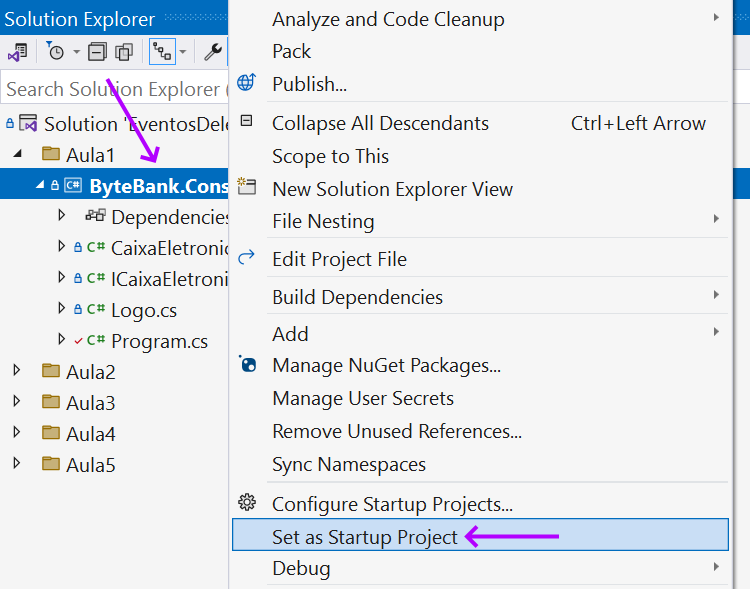 Solution Explorer
Search Solution Explorer (
Solution 'EventosDele
Aula1
ByteBank.Cons
Dependencies
C# CaixaEletronic
C# ICaixaEletroni
C# Logo.cs
C# Program.cs
Aula2
Aula3
Aula4
Aula5
Analyze and Code Cleanup
Pack
Publish...
Collapse All Descendants Ctrl+Left Arrow
Scope to This
New Solution Explorer View
File Nesting
Edit Project File
Build Dependencies
Add
Manage NuGet Packages...
Manage User Secrets
Remove Unused References...
Sync Namespaces
Configure Startup Projects...
Set as Startup Project
Debug